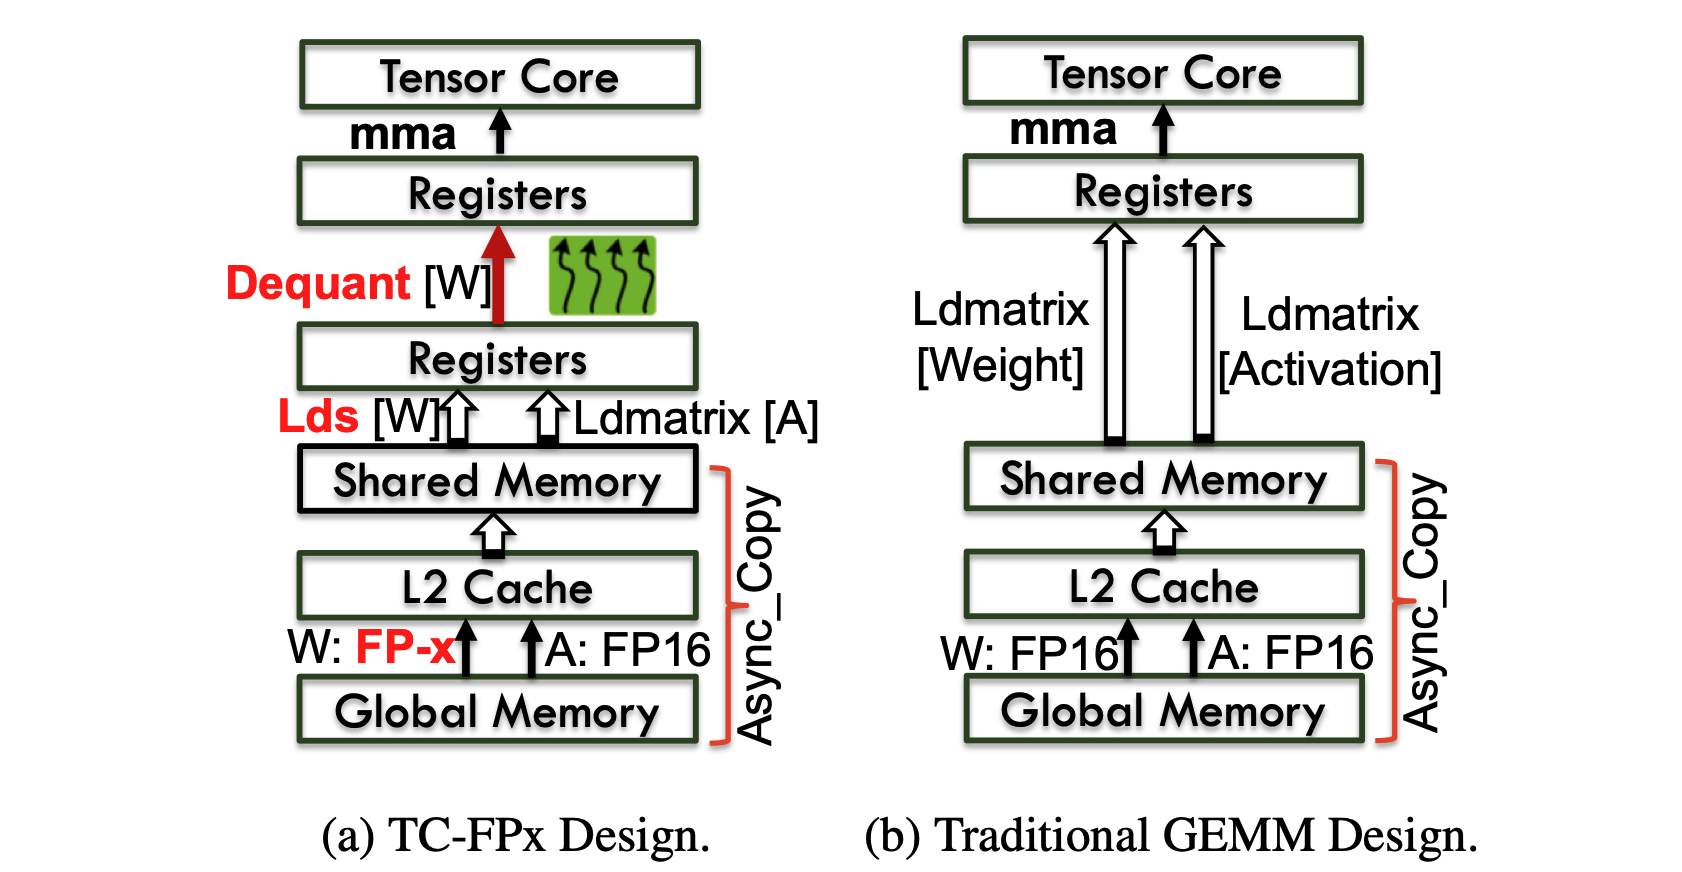 Tensor Core
mma
Registers
Dequant [W]
Registers
Lds [W]
Ldmatrix [A]
Shared Memory
L2 Cache
W: FP-x
A: FP16
Global Memory
Async_Copy
(a) TC-FPx Design.
Tensor Core
mma
Registers
Ldmatrix
[Weight]
Ldmatrix
[Activation]
Shared Memory
L2 Cache
W: FP16
A: FP16
Global Memory
Async_Copy
(b) Traditional GEMM Design.